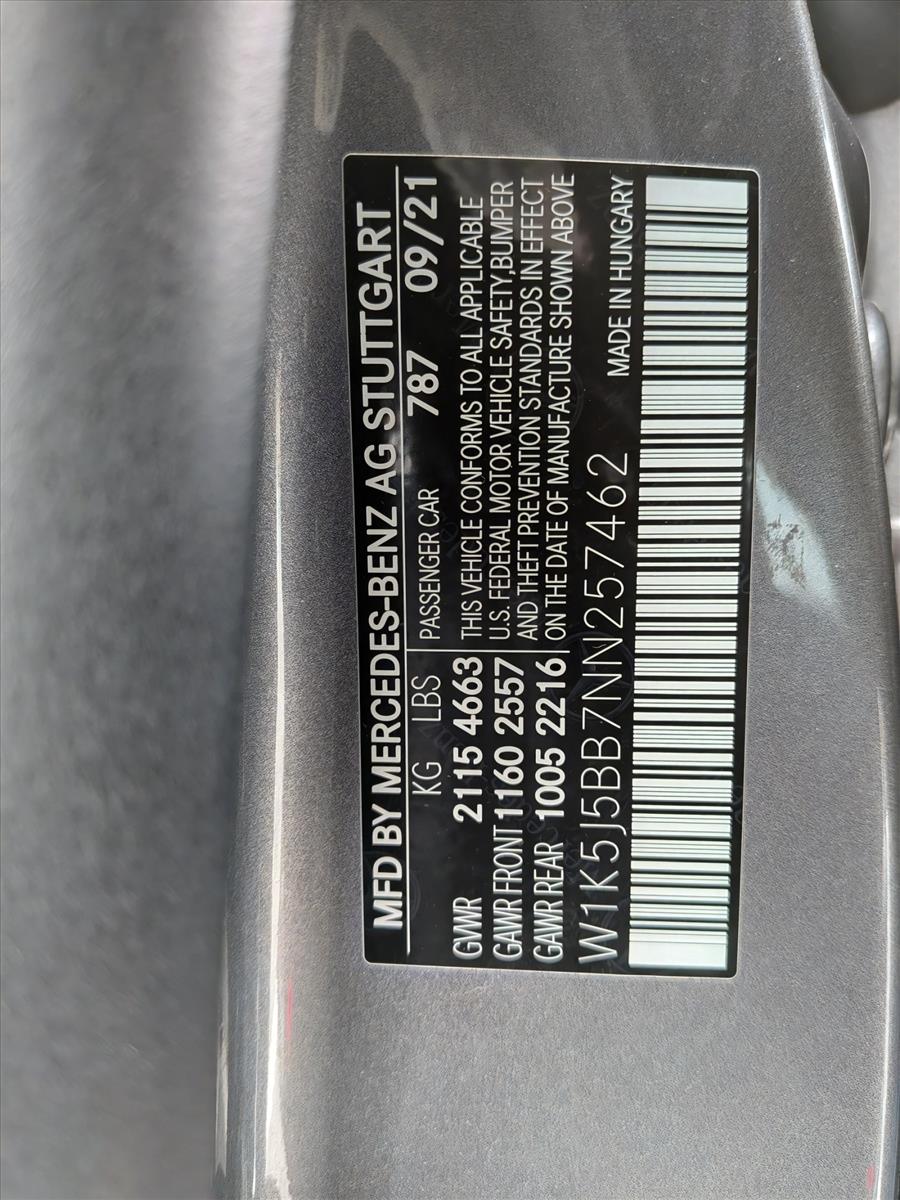 MFD BY MERCEDES-BENZ AG STUTTGART
KG LBS PASSENGER CAR 787 09/21
GVWR 2115 4663
GAWR FRONT 1160 2557
GAWR REAR 1005 2216
THIS VEHICLE CONFORMS TO ALL APPLICABLE
U.S. FEDERAL MOTOR VEHICLE SAFETY,BUMPER
AND THEFT PREVENTION STANDARDS IN EFFECT
ON THE DATE OF MANUFACTURE SHOWN ABOVE
W1K5J5BB7NN257462 MADE IN HUNGARY